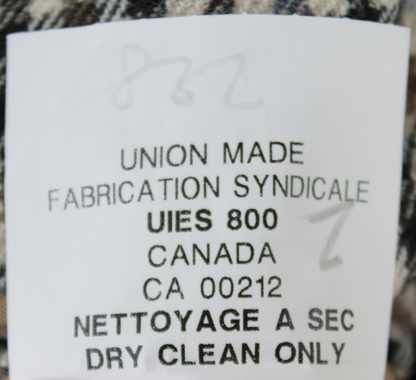 832
UNION MADE
FABRICATION SYNDICALE
UIES 800
CANADA
CA 00212
NETTOYAGE A SEC
DRY CLEAN ONLY